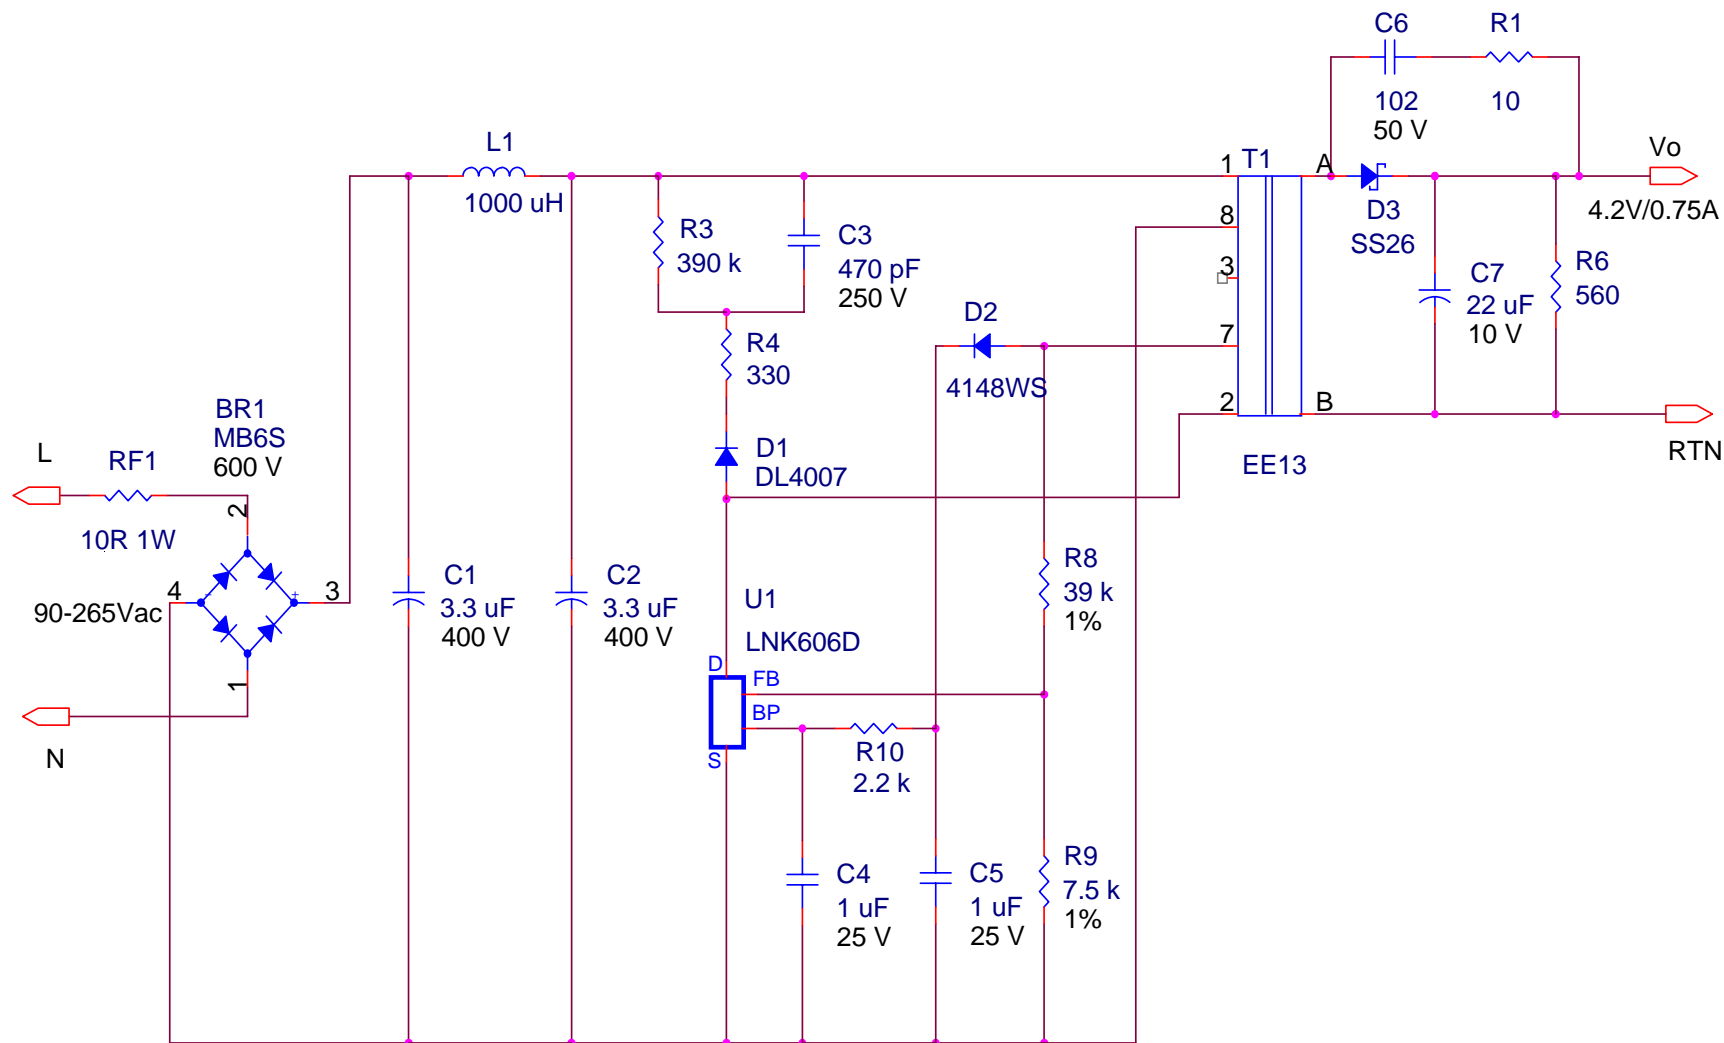 C6
R1
102
50 V
10
L1
1000 uH
1
T1
A
Vo
8
D3
SS26
4.2V/0.75A
R3
390 k
C3
470 pF
250 V
3
C7
22 uF
10 V
R6
560
D2
4148WS
7
R4
330
2
B
RTN
EE13
BR1
MB6S
600 V
L
RF1
10R 1W
2
D1
DL4007
4
3
-
+
90-265Vac
1
N
C1
3.3 uF
400 V
C2
3.3 uF
400 V
U1
LNK606D
D
FB
BP
S
R8
39 k
1%
R10
2.2 k
C4
1 uF
25 V
C5
1 uF
25 V
R9
7.5 k
1%